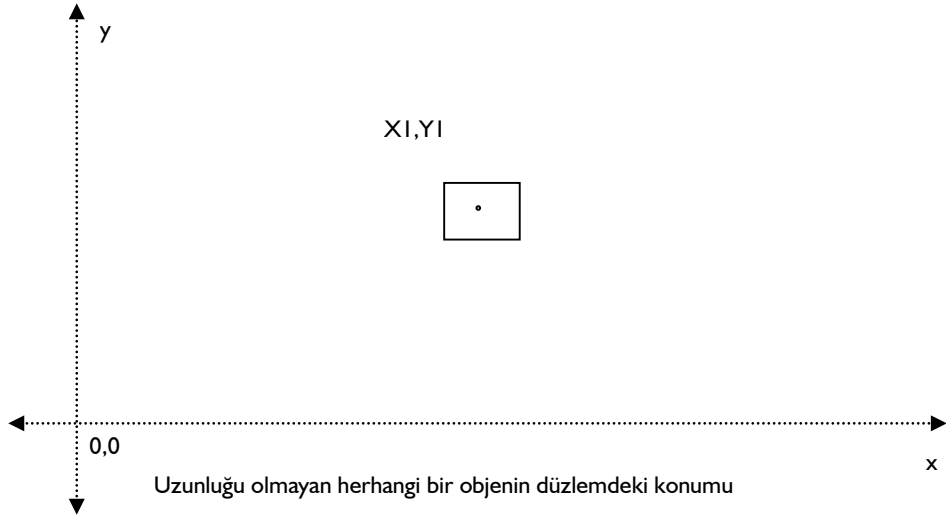 y
X1,Y1
0,0
x
Uzunluğu olmayan herhangi bir objenin düzlemdeki konumu